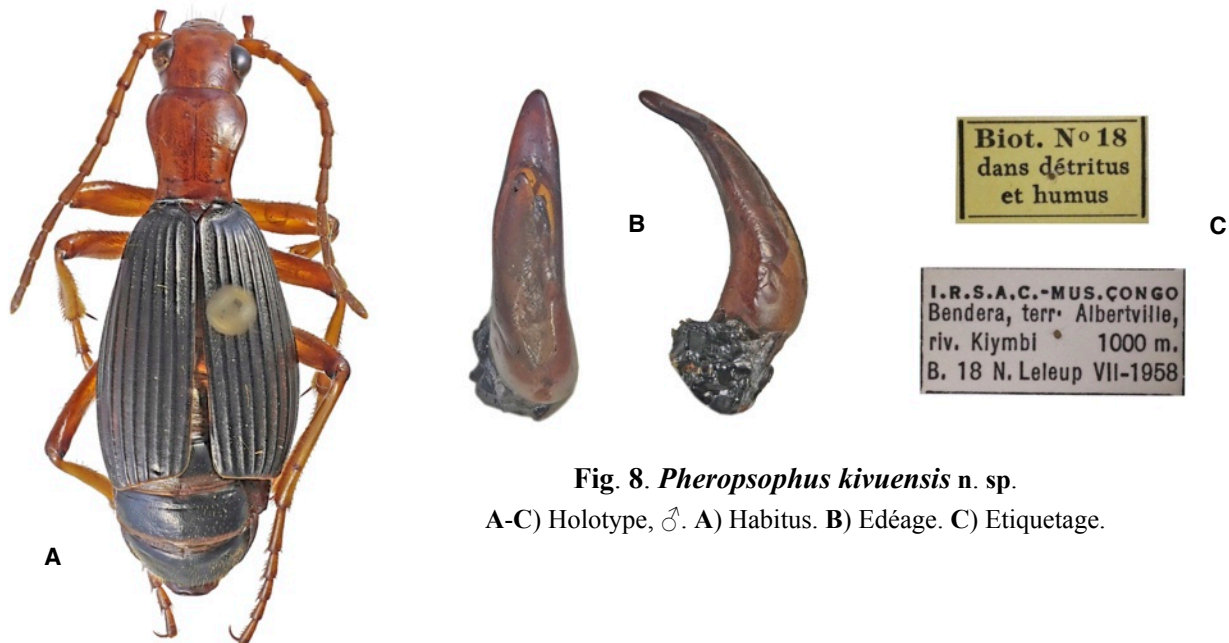 A
B
Biot. Nº 18
dans détritus
et humus
C
I.R.S.A.C.-MUS.CONGO
Bendera, terr. Albertville,
riv. Kiymbi 1000 m.
B. 18 N. Leleup VII-1958
Fig. 8. Pheropsophus kivuensis n. sp.
A-C) Holotype, ♂. A) Habitus. B) Edéage. C) Etiquetage.